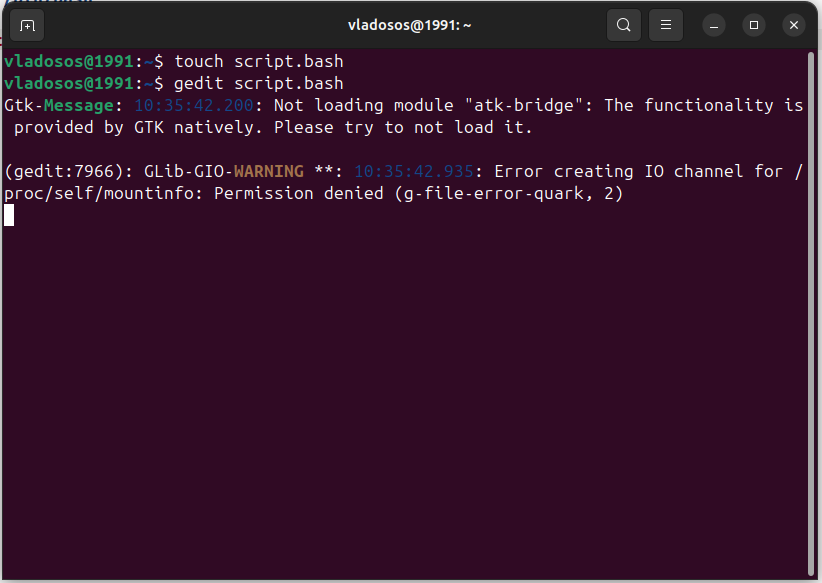 vladosos@1991: ~
vladosos@1991:~$ touch script.bash
vladosos@1991:~$ gedit script.bash
Gtk-Message: 10:35:42.200: Not loading module "atk-bridge": The functionality is
provided by GTK natively. Please try to not load it.
(gedit:7966): GLib-GIO-WARNING **: 10:35:42.935: Error creating IO channel for /
proc/self/mountinfo: Permission denied (g-file-error-quark, 2)